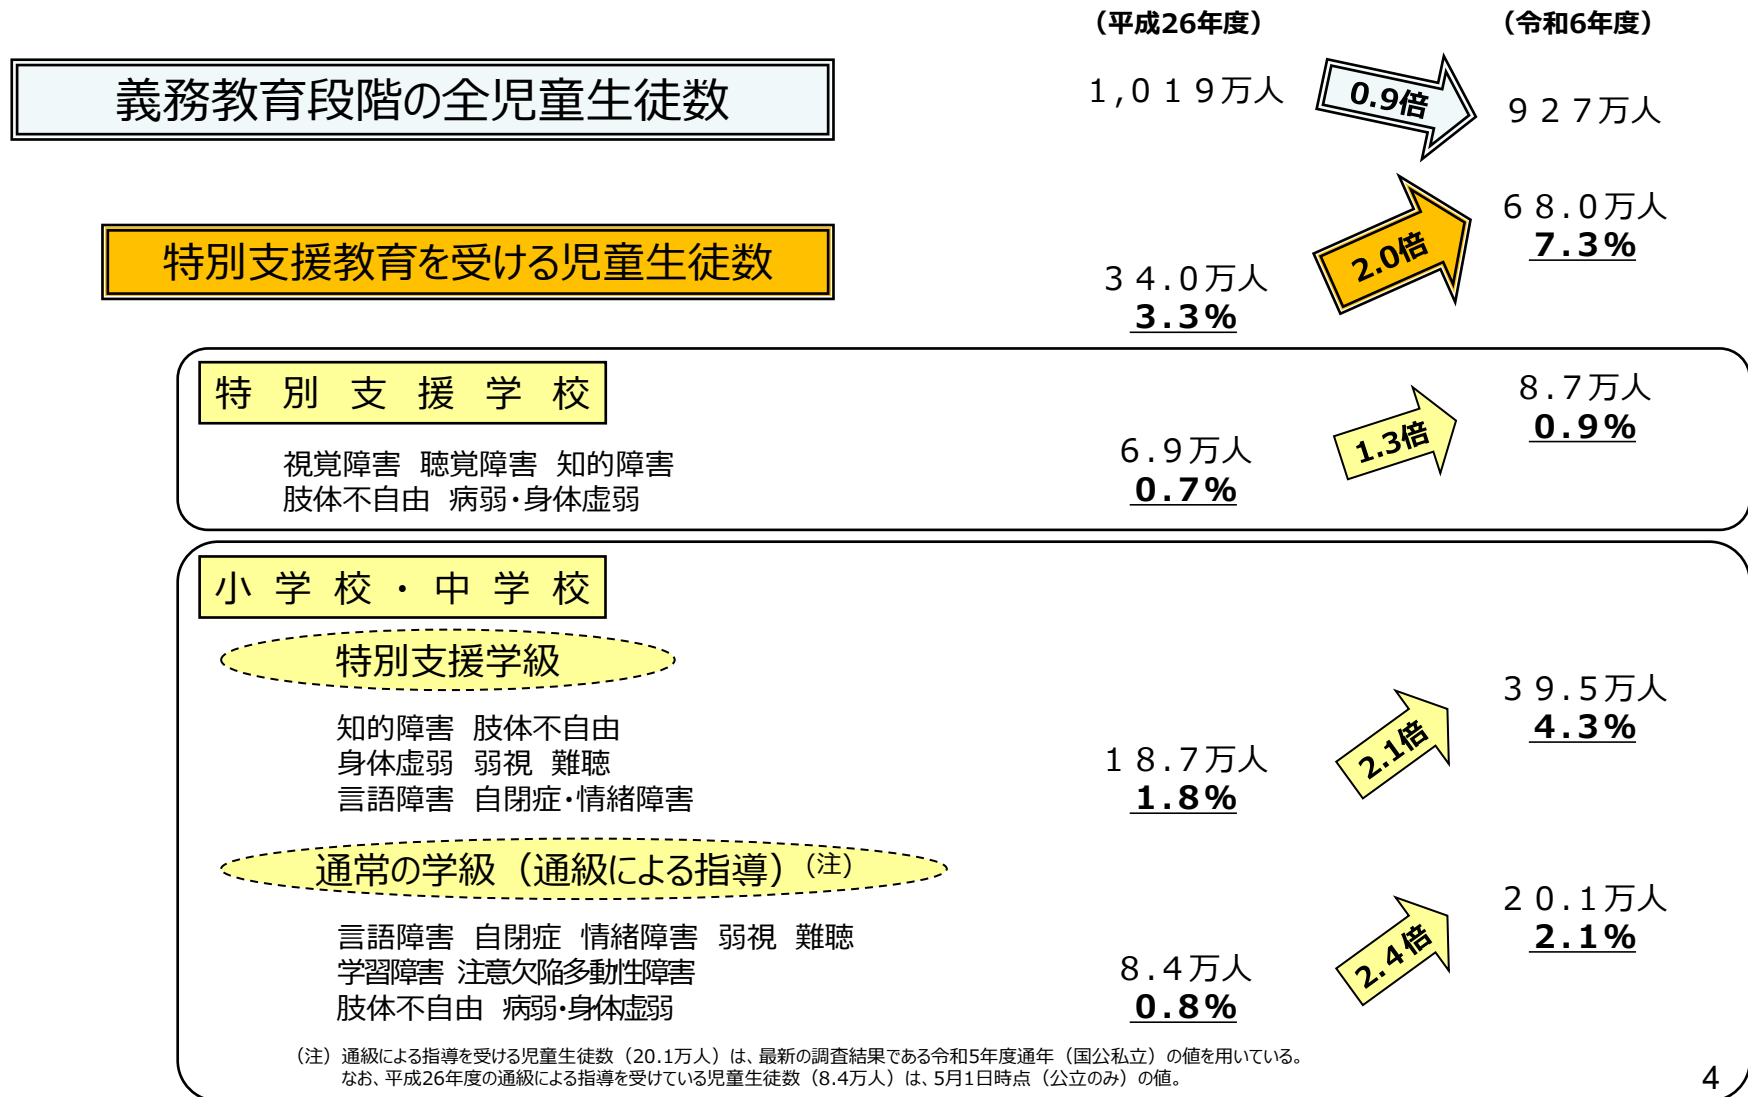 （平成26年度）　（令和6年度）
義務教育段階の全児童生徒数　１,０１９万人　0.9倍　９２７万人
特別支援教育を受ける児童生徒数　３４.０万人　2.0倍　６８.０万人
3.3%　7.3%
特別支援学校　６.９万人　1.3倍　８.７万人
0.7%　0.9%
視覚障害　聴覚障害　知的障害
肢体不自由　病弱・身体虚弱
小学校・中学校
特別支援学級　１８.７万人　2.1倍　３９.５万人
1.8%　4.3%
知的障害　肢体不自由
身体虚弱　弱視　難聴
言語障害　自閉症・情緒障害
通常の学級（通級による指導）（注）　８.４万人　2.4倍　２０.１万人
0.8%　2.1%
言語障害　自閉症　情緒障害　弱視　難聴
学習障害　注意欠陥多動性障害
肢体不自由　病弱・身体虚弱
（注）通級による指導を受ける児童生徒数（20.1万人）は、最新の調査結果である令和5年度通年（国公私立）の値を用いている。
なお、平成26年度の通級による指導を受けている児童生徒数（8.4万人）は、5月1日時点（公立のみ）の値。
4